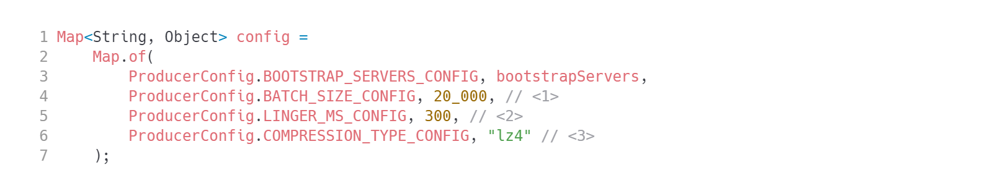 1 Map<String, Object> config =
2     Map.of(
3         ProducerConfig.BOOTSTRAP_SERVERS_CONFIG, bootstrapServers,
4         ProducerConfig.BATCH_SIZE_CONFIG, 20_000, // <1>
5         ProducerConfig.LINGER_MS_CONFIG, 300, // <2>
6         ProducerConfig.COMPRESSION_TYPE_CONFIG, "lz4" // <3>
7     );